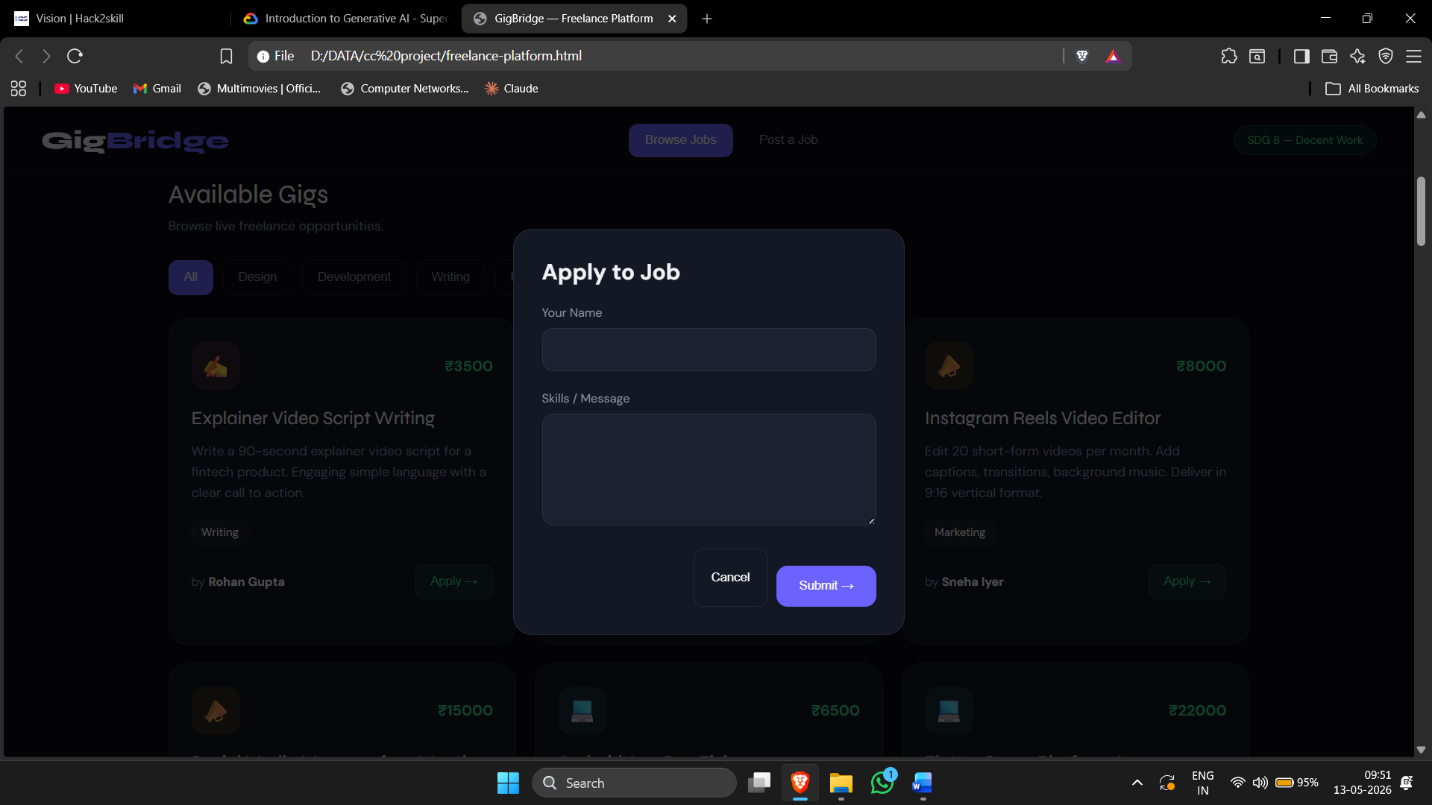 Vision | Hack2skill
Introduction to Generative AI - Super
GigBridge — Freelance Platform
File D:/DATA/cc%20project/freelance-platform.html
YouTube Gmail Multimovies | Offici... Computer Networks... Claude All Bookmarks
GigBridge Browse Jobs Post a Job SDG 8 — Decent Work
Available Gigs
Browse live freelance opportunities.
All Design Development Writing
Apply to Job
Your Name
Skills / Message
Cancel Submit →
₹3500
Explainer Video Script Writing
Write a 90-second explainer video script for a
fintech product. Engaging simple language with a
clear call to action.
Writing
by Rohan Gupta Apply →
₹8000
Instagram Reels Video Editor
Edit 20 short-form videos per month. Add
captions, transitions, background music. Deliver in
9:16 vertical format.
Marketing
by Sneha Iyer Apply →
₹15000
₹6500
₹22000
Search
1
ENG
IN
95%
09:51
13-05-2026